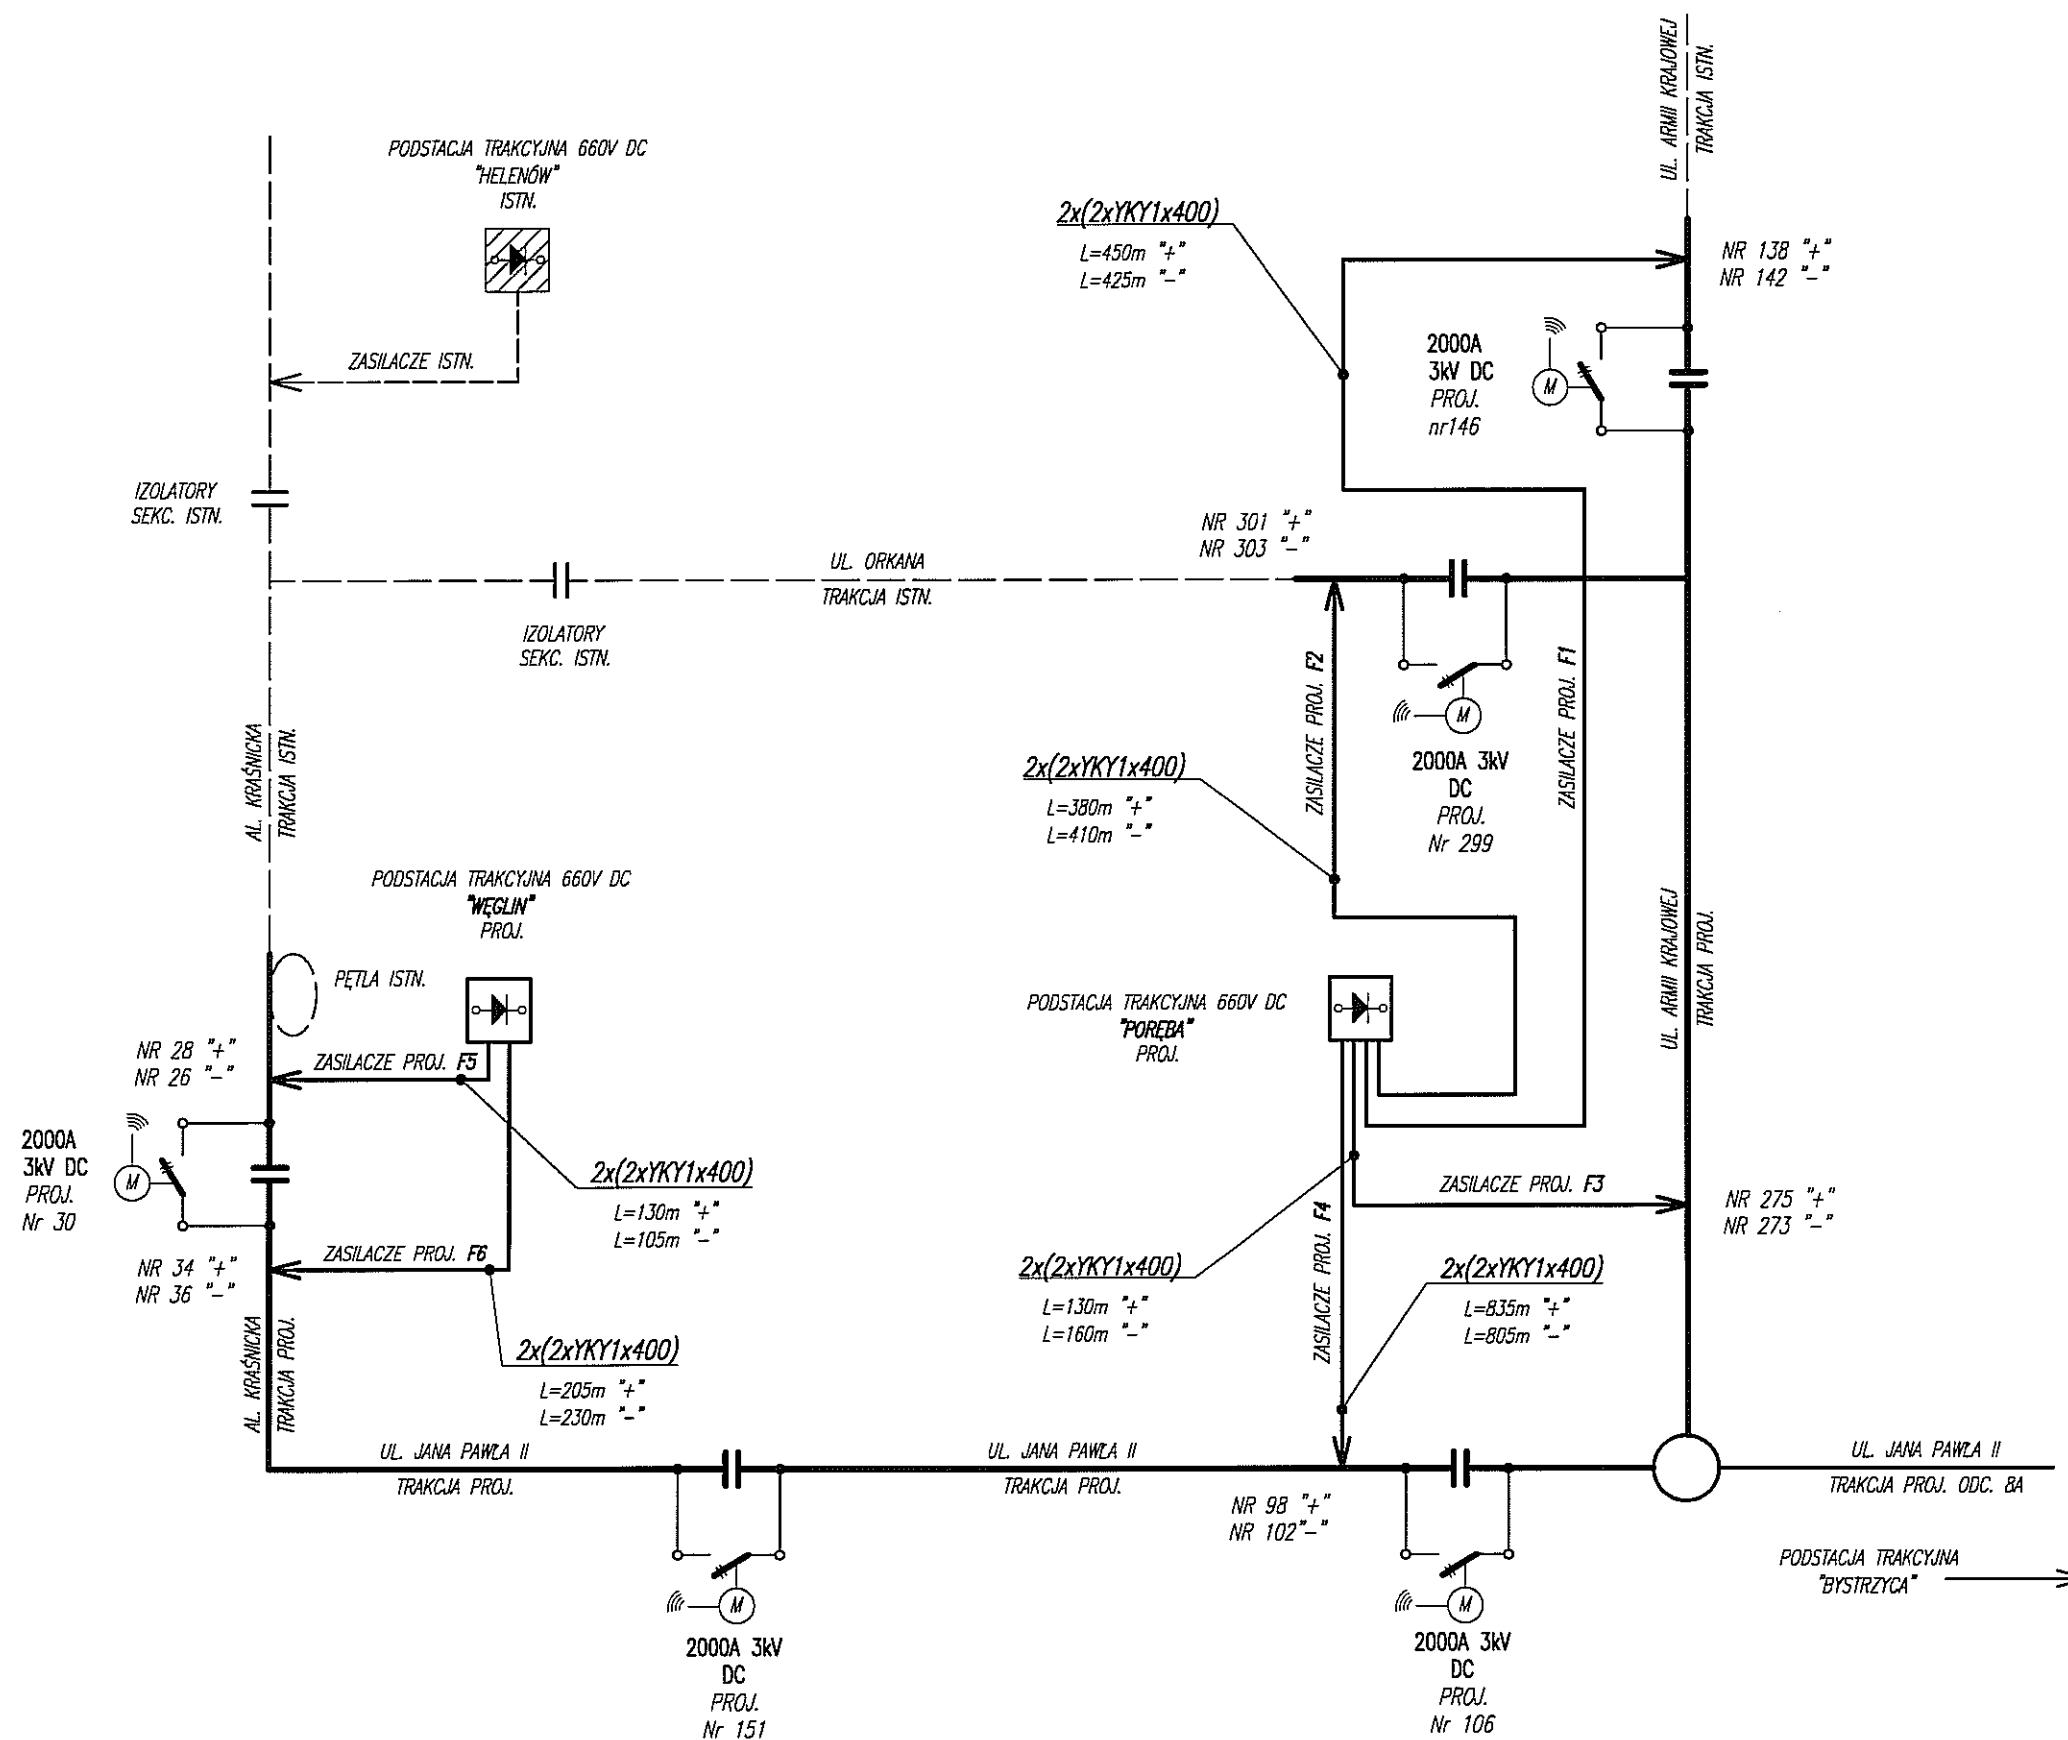 UL. ARMII KRAJOWEJ
TRAKCJA ISTN.
PODSTACJA TRAKCYJNA 660V DC
"HELENÓW"
ISTN.
ZASILACZE ISTN.
2x(2xYKY1x400)
L=450m "+"
L=425m "-"
NR 138 "+"
NR 142 "-"
2000A
3kV DC
PROJ.
nr146
M
IZOLATORY
SEKC. ISTN.
NR 301 "+"
NR 303 "-"
UL. ORKANA
TRAKCJA ISTN.
IZOLATORY
SEKC. ISTN.
ZASILACZE PROJ. F2
ZASILACZE PROJ. F1
M
2000A 3kV
DC
PROJ.
Nr 299
AL. KRAŚNICKA
TRAKCJA ISTN.
2x(2xYKY1x400)
L=380m "+"
L=410m "-"
PODSTACJA TRAKCYJNA 660V DC
"WĘGLIN"
PROJ.
PĘTLA ISTN.
UL. ARMII KRAJOWEJ
TRAKCJA PROJ.
PODSTACJA TRAKCYJNA 660V DC
"PORĘBA"
PROJ.
NR 28 "+"
NR 26 "-"
ZASILACZE PROJ. F5
2000A
3kV DC
PROJ.
Nr 30
M
2x(2xYKY1x400)
L=130m "+"
L=105m "-"
ZASILACZE PROJ. F3
NR 275 "+"
NR 273 "-"
NR 34 "+"
NR 36 "-"
ZASILACZE PROJ. F6
2x(2xYKY1x400)
L=130m "+"
L=160m "-"
ZASILACZE PROJ. F4
2x(2xYKY1x400)
L=835m "+"
L=805m "-"
2x(2xYKY1x400)
L=205m "+"
L=230m "-"
AL. KRAŚNICKA
TRAKCJA PROJ.
UL. JANA PAWŁA II
TRAKCJA PROJ.
UL. JANA PAWŁA II
TRAKCJA PROJ.
UL. JANA PAWŁA II
TRAKCJA PROJ. ODC. 8A
NR 98 "+"
NR 102"-"
PODSTACJA TRAKCYJNA
"BYSTRZYCA"
M
2000A 3kV
DC
PROJ.
Nr 151
M
2000A 3kV
DC
PROJ.
Nr 106